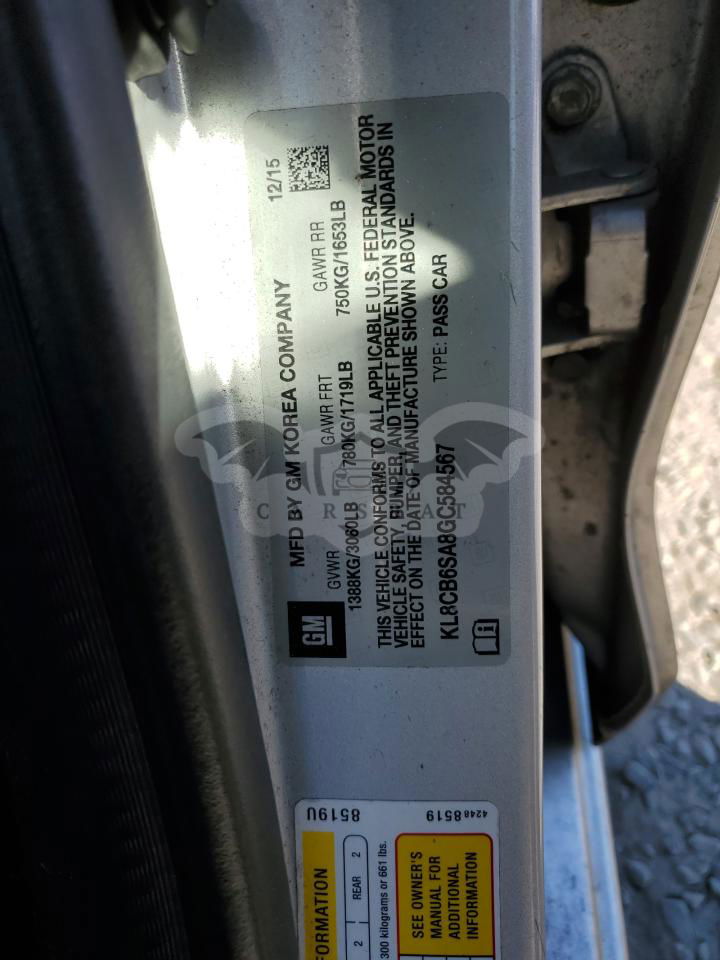 MFD BY GM KOREA COMPANY 12/15
GM
GVWR GAWR FRT GAWR RR
1388KG/3060LB 780KG/1719LB 750KG/1653LB
THIS VEHICLE CONFORMS TO ALL APPLICABLE U.S. FEDERAL MOTOR
VEHICLE SAFETY, BUMPER, AND THEFT PREVENTION STANDARDS IN
EFFECT ON THE DATE OF MANUFACTURE SHOWN ABOVE.
KL8CB6SA8GC584567 TYPE: PASS CAR
8519U
4248 8519
FORMATION
2 REAR 2
300 kilograms or 661 lbs.
SEE OWNER'S
MANUAL FOR
ADDITIONAL
INFORMATION